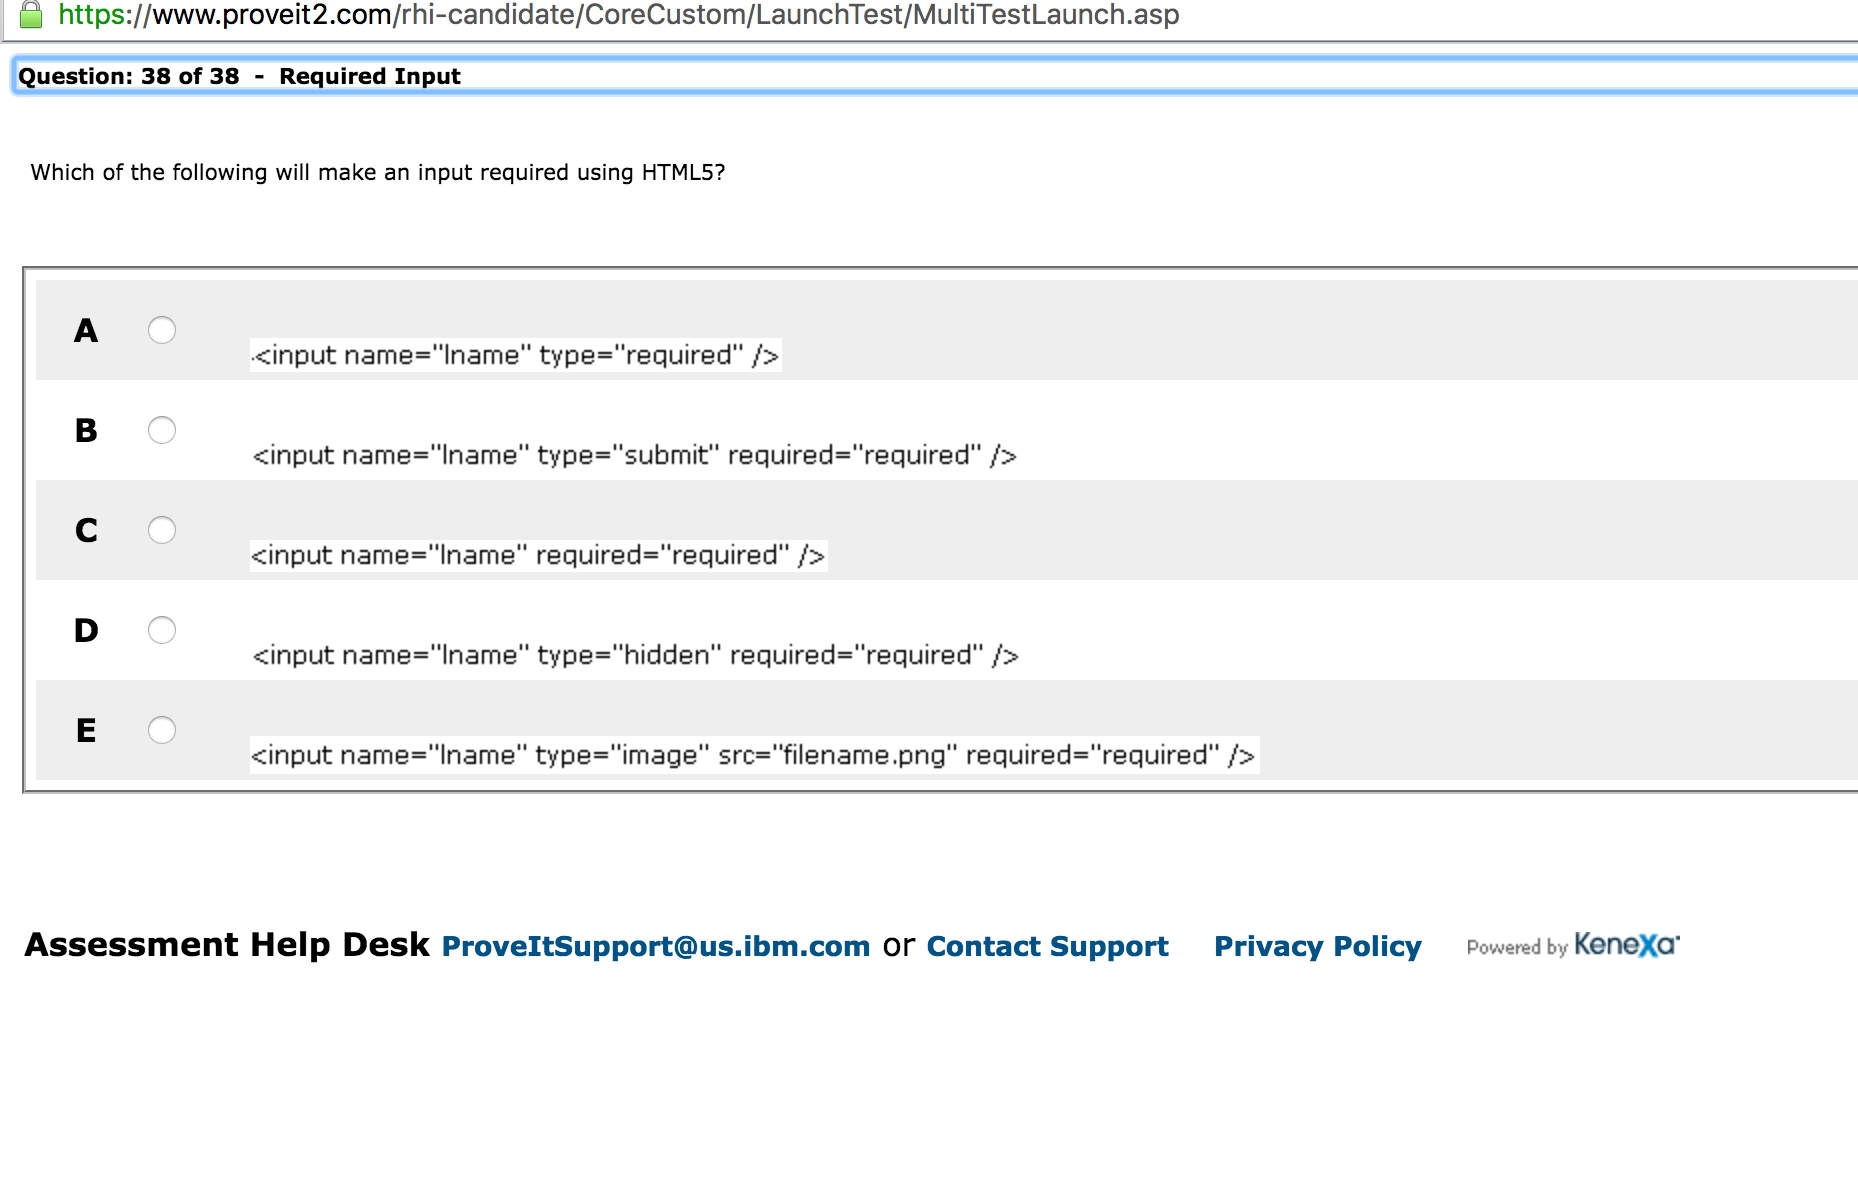 https://www.proveit2.com/rhi-candidate/CoreCustom/LaunchTest/MultiTestLaunch.asp
Question: 38 of 38 - Required Input
Which of the following will make an input required using HTML5?
A <input name="lname" type="required" />
B <input name="lname" type="submit" required="required" />
C <input name="lname" required="required" />
D <input name="lname" type="hidden" required="required" />
E <input name="lname" type="image" src="filename.png" required="required" />
Assessment Help Desk ProveItSupport@us.ibm.com or Contact Support Privacy Policy Powered by Kenexa